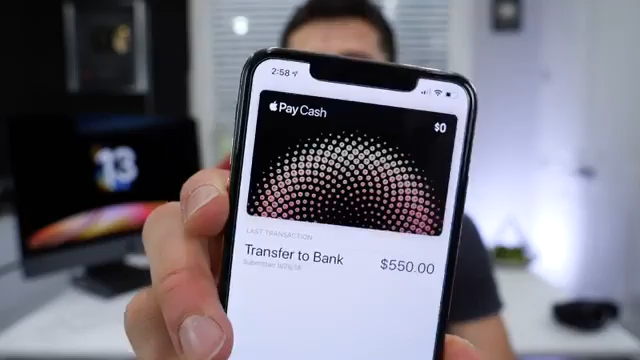 2:58
Pay Cash
$0
LAST TRANSACTION
Transfer to Bank
$550.00
13